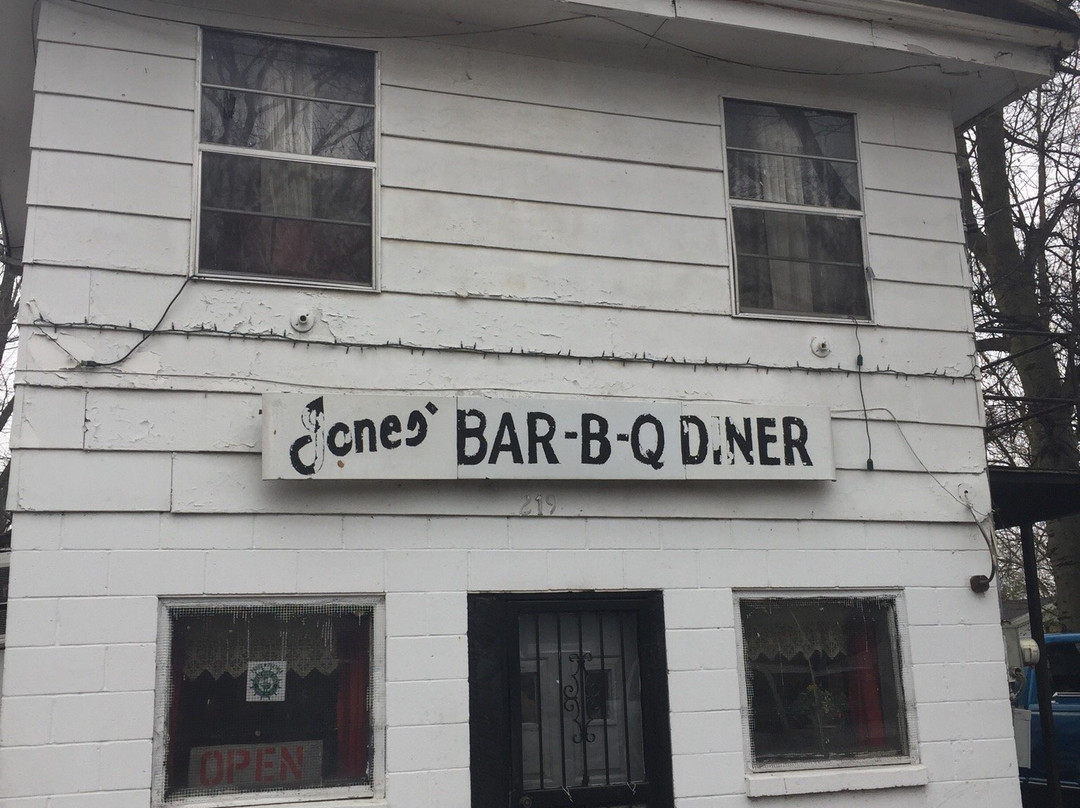 Jones' BAR-B-Q DINER
219
OPEN